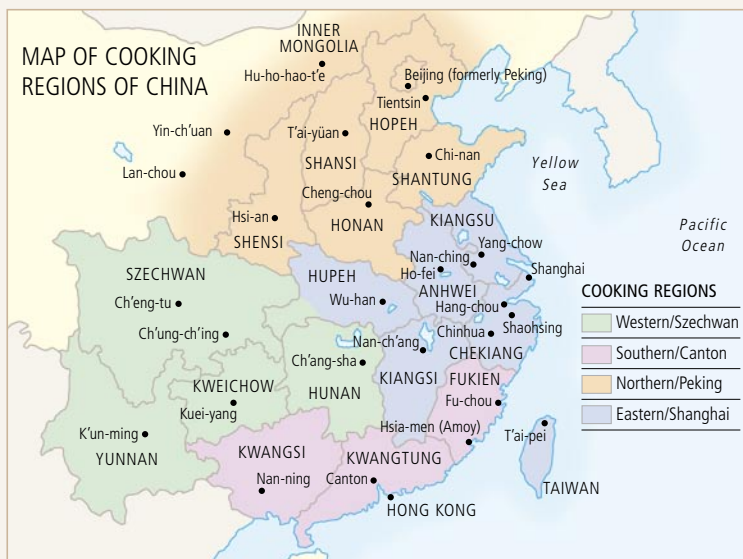 MAP OF COOKING
REGIONS OF CHINA
INNER
MONGOLIA
Hu-ho-hao-t'e
Beijing (formerly Peking)
Tientsin
HOPEH
Yin-ch'uan
T'ai-yüan
Lan-chou
SHANSI
Chi-nan
SHANTUNG
Yellow
Sea
Cheng-chou
Hsi-an
HONAN
SHENSI
KIANGSU
Pacific
Ocean
SZECHWAN
HUPEH
Nan-ching
Yang-chow
Ho-fei
Shanghai
Ch'eng-tu
Wu-han
ANHWEI
Hang-chou
Shaohsing
Ch'ung-ch'ing
Nan-ch'ang
Chinhua
CHEKIANG
Ch'ang-sha
KWEICHOW
HUNAN
KIANGSI
FUKIEN
Kuei-yang
Fu-chou
K'un-ming
YUNNAN
Hsia-men (Amoy)
T'ai-pei
KWANGSI
KWANGTUNG
Nan-ning
Canton
HONG KONG
TAIWAN
COOKING REGIONS
Western/Szechwan
Southern/Canton
Northern/Peking
Eastern/Shanghai